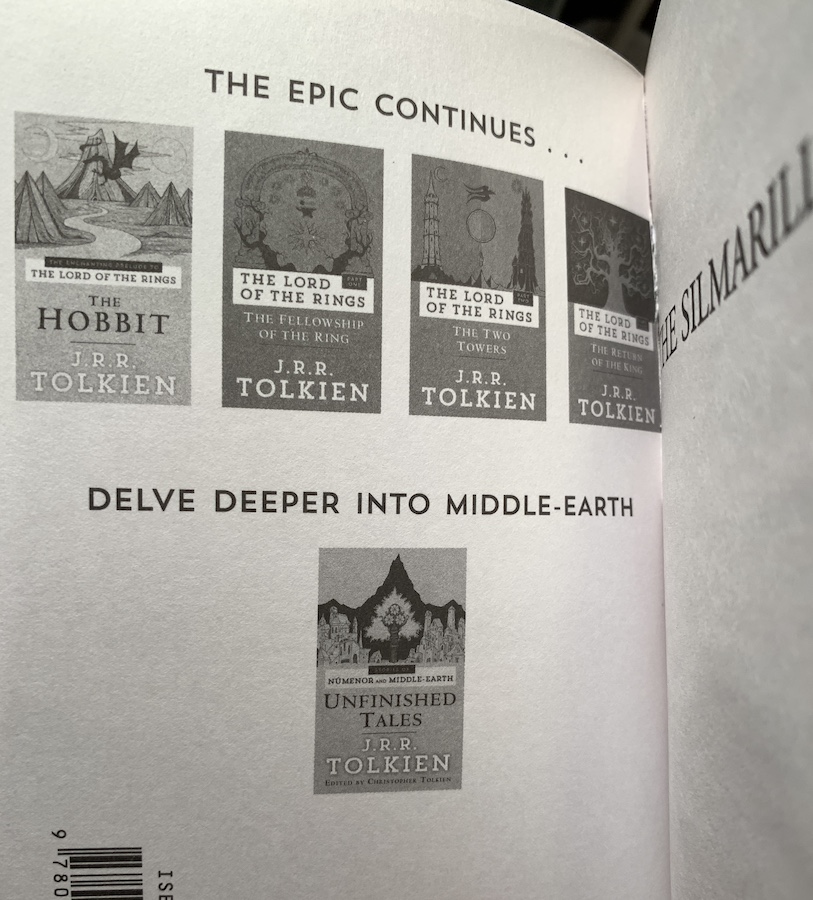 THE EPIC CONTINUES . . .
THE ENCHANTING PRELUDE TO
THE LORD OF THE RINGS
THE
HOBBIT
J.R.R.
TOLKIEN
PART
ONE
THE LORD
OF THE RINGS
THE FELLOWSHIP
OF THE RING
J.R.R.
TOLKIEN
PART
TWO
THE LORD
OF THE RINGS
THE TWO
TOWERS
J.R.R.
TOLKIEN
THE LORD
OF THE RINGS
THE RETURN
OF THE KING
J.R.R.
TOLKIEN
DELVE DEEPER INTO MIDDLE-EARTH
STORIES OF
NÚMENOR AND MIDDLE-EARTH
UNFINISHED
TALES
J.R.R.
TOLKIEN
EDITED BY CHRISTOPHER TOLKIEN
9 780
ISB
HE SILMARILL